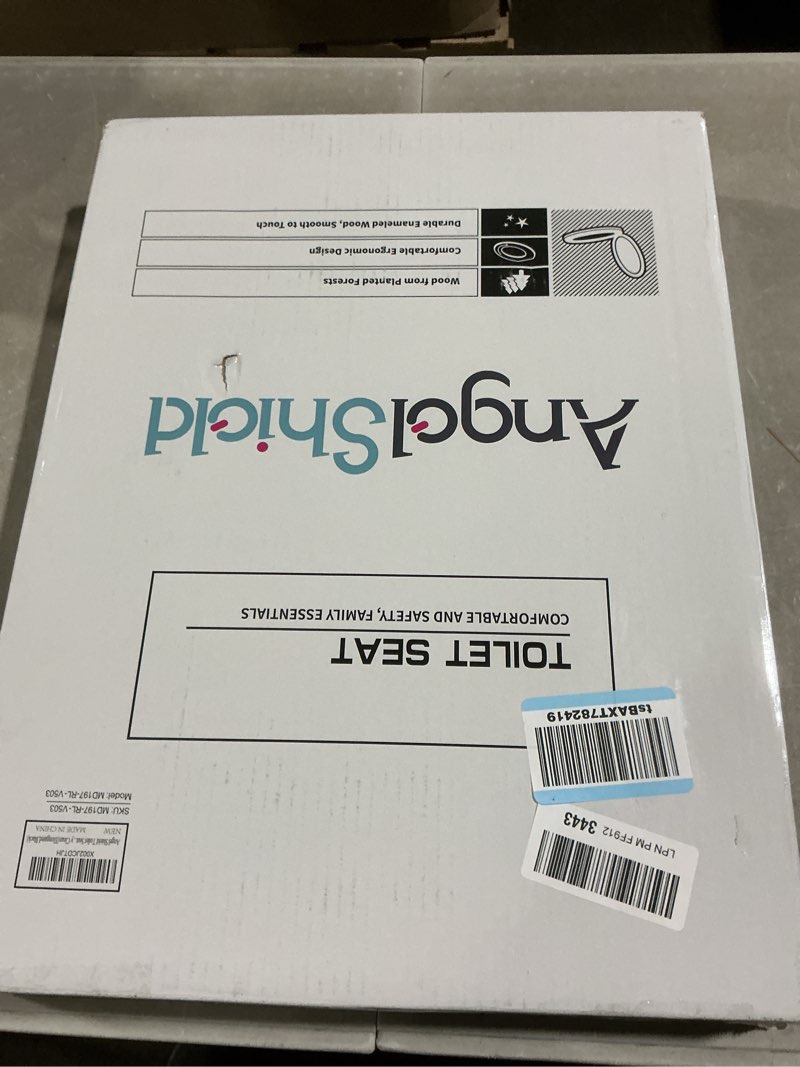 LPN PM FF912 3443
tsBAXT782419
SKU: MD197-RL-V503
Model: MD197-RL-V503
X002JCDTJH
NEW MADE IN CHINA
TOILET SEAT
COMFORTABLE AND SAFETY, FAMILY ESSENTIALS
AngelShield
Wood from Planted Forests
Comfortable Ergonomic Design
Durable Enameled Wood, Smooth to Touch